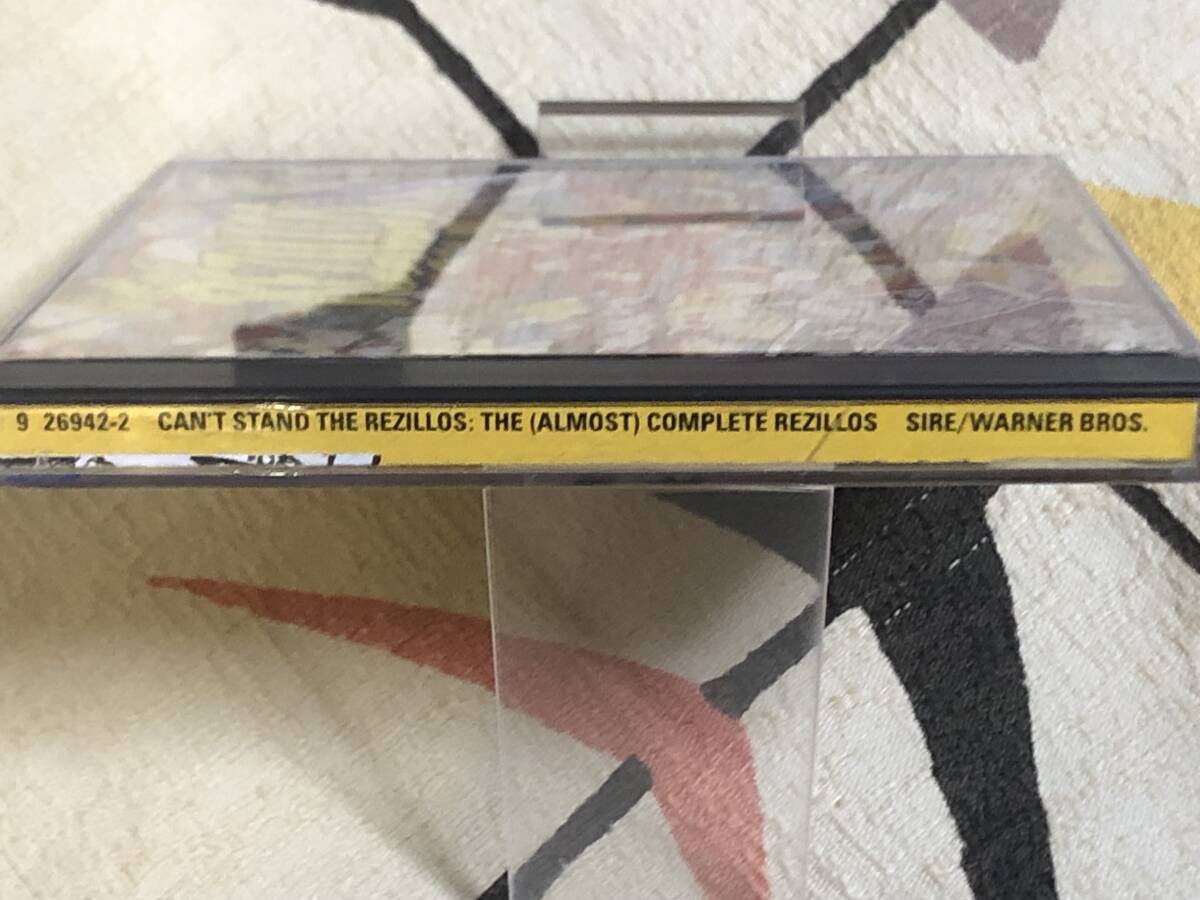 9 26942-2 CAN'T STAND THE REZILLOS: THE (ALMOST) COMPLETE REZILLOS SIRE/WARNER BROS.